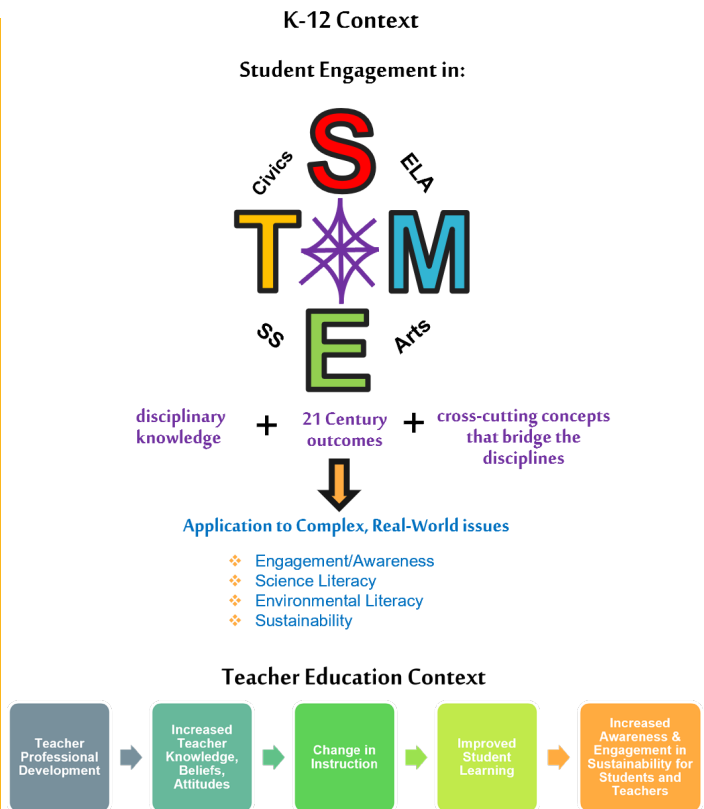 K-12 Context
Student Engagement in:
S
Civics
ELA
T
M
SS
Arts
E
disciplinary
knowledge
+
21 Century
outcomes
+
cross-cutting concepts
that bridge the
disciplines
Application to Complex, Real-World issues
Engagement/Awareness
Science Literacy
Environmental Literacy
Sustainability
Teacher Education Context
Teacher
Professional
Development
Increased
Teacher
Knowledge,
Beliefs,
Attitudes
Change in
Instruction
Improved
Student
Learning
Increased
Awareness &
Engagement in
Sustainability for
Students and
Teachers